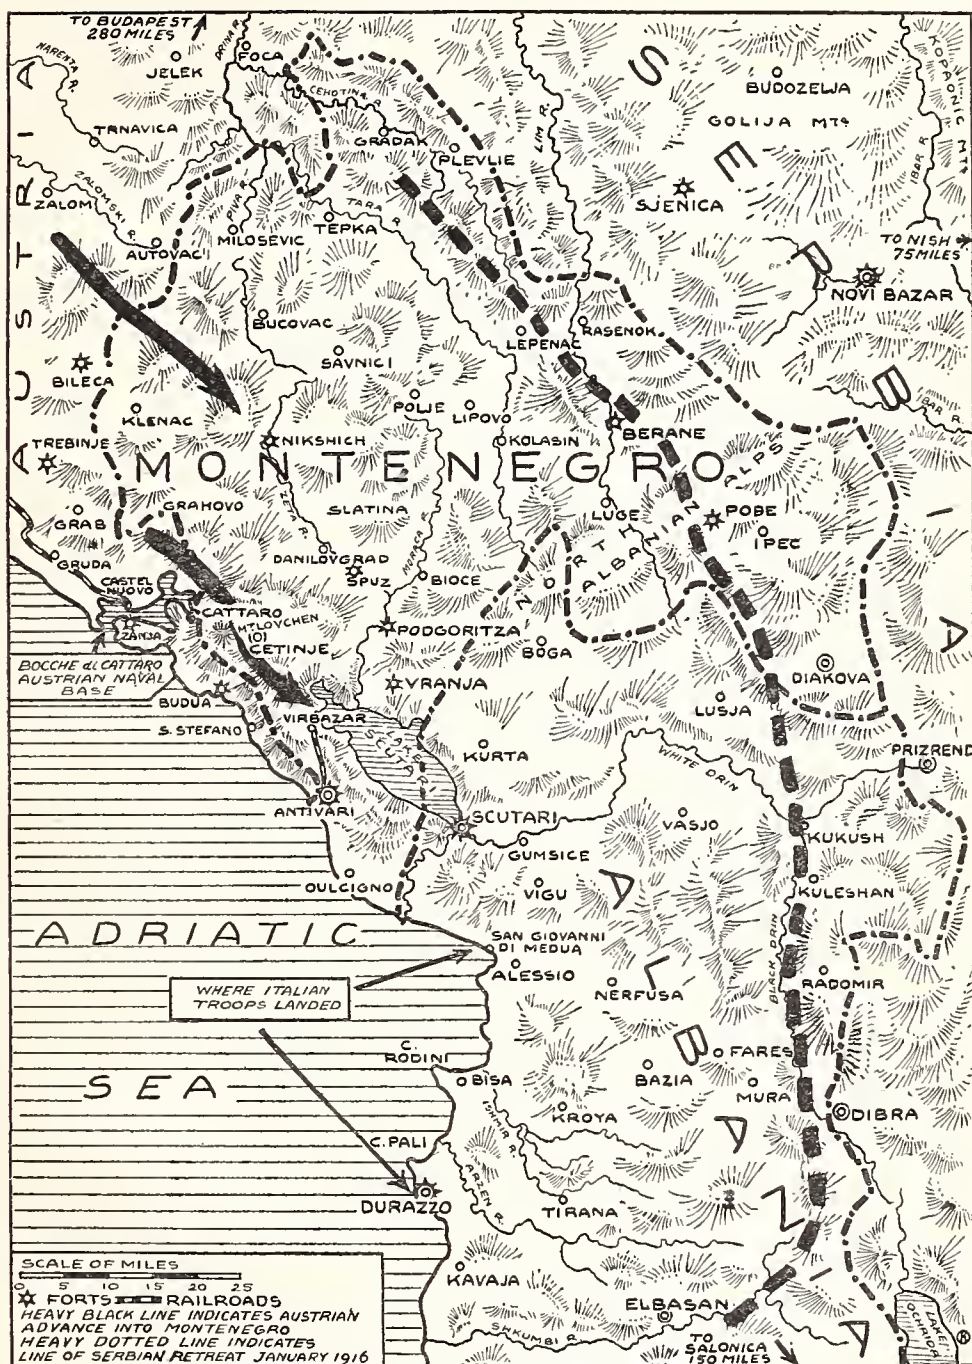 TO BUDAPEST
280 MILES
NARENTA R.
JELEK
DRINA R.
FOCA
CEHOTINA R.
TRNAVICA
GRADAK
PLEVLIE
LIM R.
BUDOZELJA
GOLIJA MTS
KOPAONIC MTS
IBAR R.
ZALOM
ZALOMSKI
R.
AUTOVAC
PIVA R.
MILOSEVIC
TARA R.
TEPKA
SJENICA
TO NISH
75 MILES
NOVI BAZAR
AUSTRIA
SERBIA
BUCOVAC
SAVNICI
LEPENAC
RASENOK
BILECA
KLENAC
POLJE
LIPOVO
KOLASIN
BERANE
IBAR R.
TREBINJE
NIKSHICH
MONTENEGRO
GRAHOVO
ZETA R.
SLATINA
LUGE
NORTH
ALBANIAN
ALPS
POBE
IPEC
GRAB
GRUDA
DANILOVGRAD
SPUZ
BIOCE
CASTEL
NUOVO
ZANJA
CATTARO
MT. LOVCHEN
CETINJE
PODGORITZA
BOGA
BOCCHE di CATTARO
AUSTRIAN NAVAL
BASE
VRANJA
DIAKOVA
BUDUA
S. STEFANO
VIRBAZAR
LAKE
SCUTARI
LUSJA
KURTA
WHITE DRIN
PRIZREND
ANTIVARI
SCUTARI
VASJO
KUKUSH
GUMSICE
DULCIGNO
VIGU
KULESHAN
ADRIATIC
SEA
SAN GIOVANNI
DI MEDUA
ALESSIO
BLACK DRIN
RADOMIR
NERFUSA
WHERE ITALIAN
TROOPS LANDED
ALBANIA
C.
RODINI
BISA
BAZIA
FARES
MURA
DIBRA
KROYA
ISHMIR R.
C. PALI
ARZEN R.
DURAZZO
TIRANA
KAVAJA
ELBASAN
SHKUMBI R.
TO
SALONICA
150 MILES
LAKE
OCHRIDA
SCALE OF MILES
0 5 10 15 20 25
FORTS RAILROADS
HEAVY BLACK LINE INDICATES AUSTRIAN
ADVANCE INTO MONTENEGRO
HEAVY DOTTED LINE INDICATES
LINE OF SERBIAN RETREAT JANUARY 1916